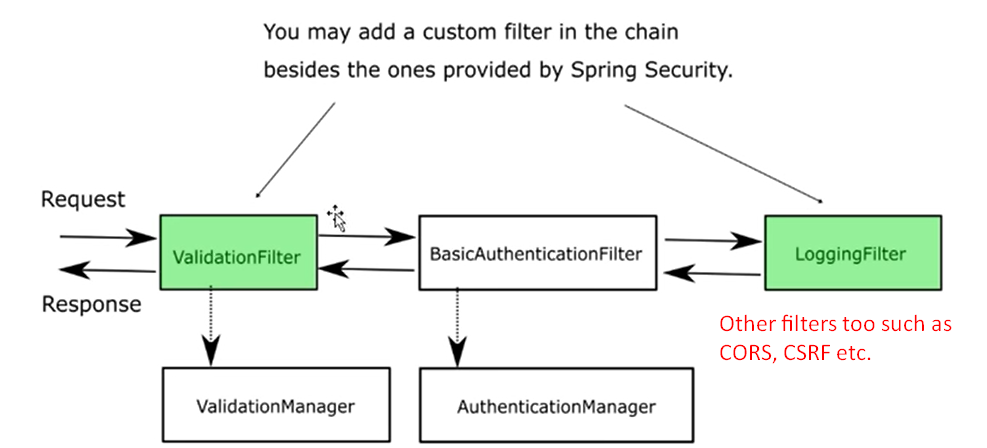 You may add a custom filter in the chain
besides the ones provided by Spring Security.
Request
ValidationFilter
BasicAuthenticationFilter
LoggingFilter
Response
Other filters too such as
CORS, CSRF etc.
ValidationManager
AuthenticationManager